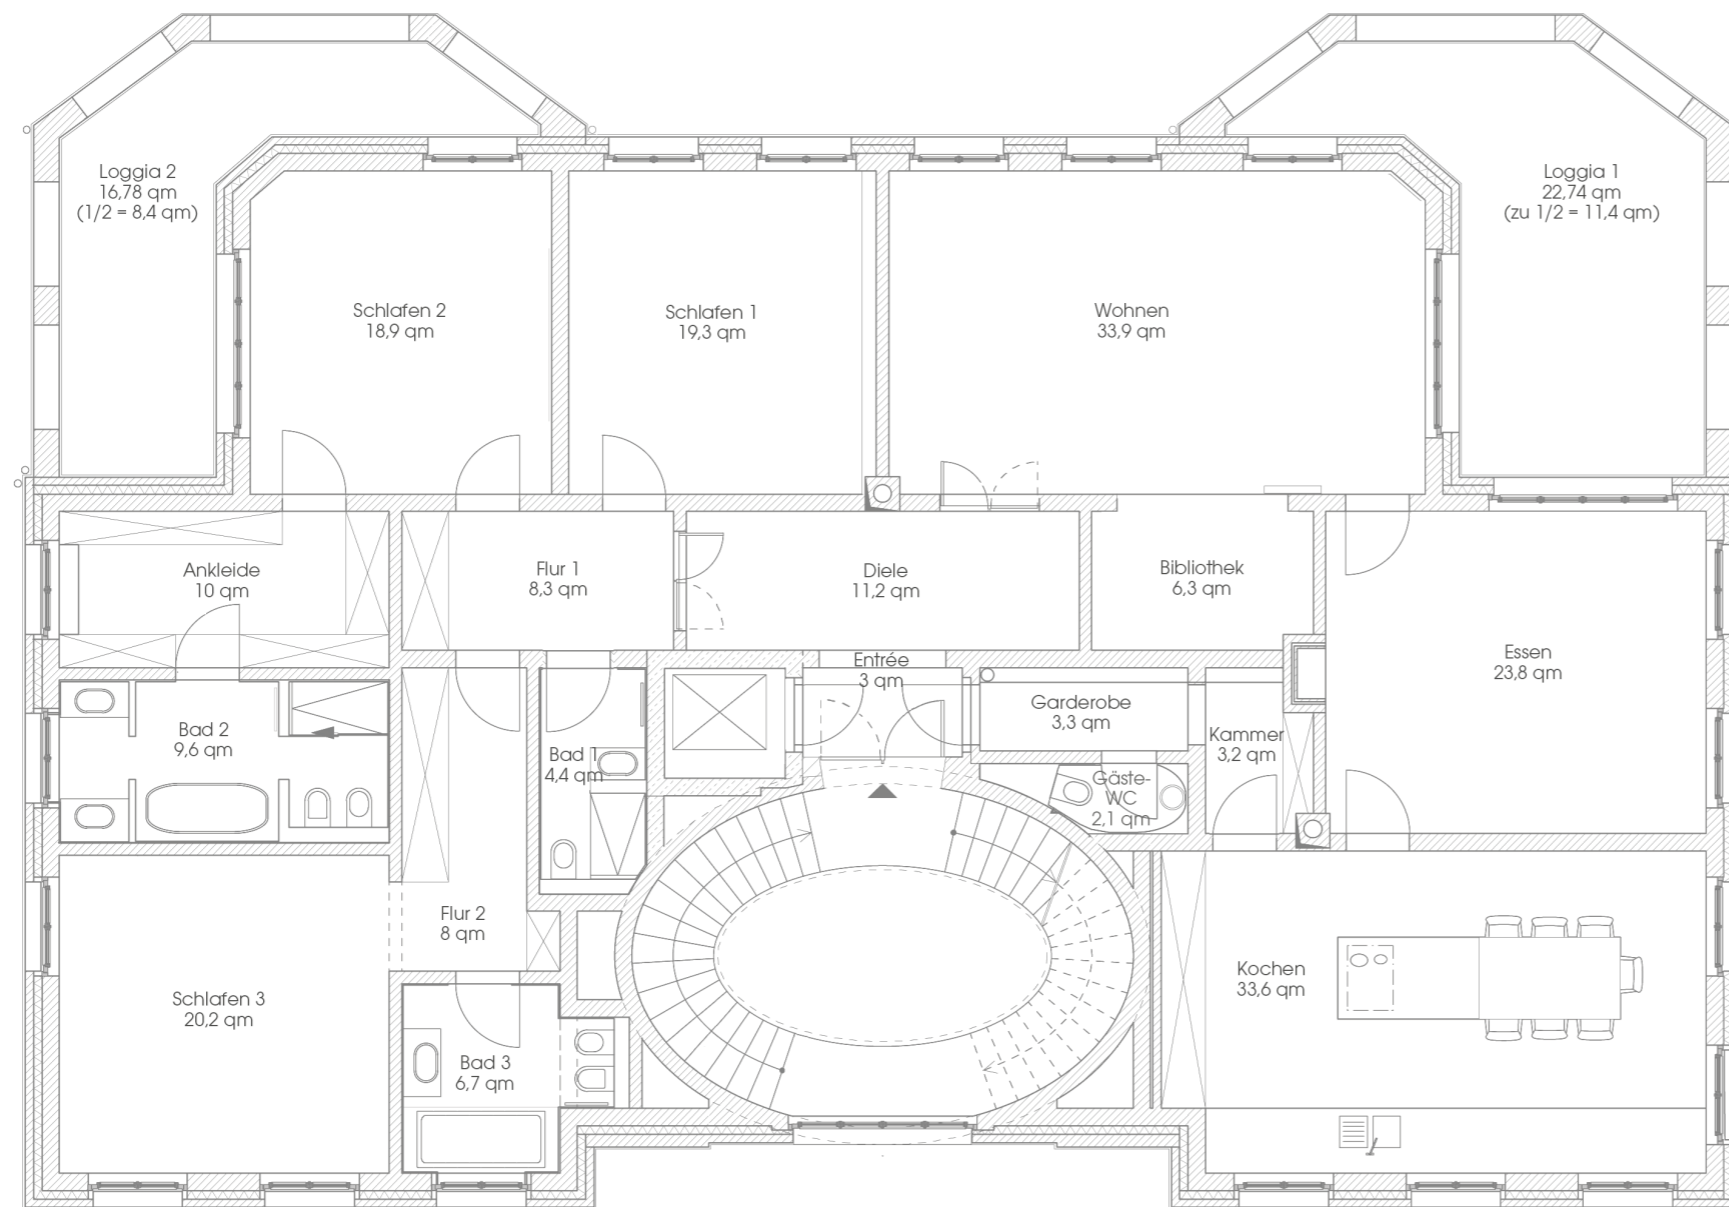 Loggia 2
16,78 qm
(1/2 = 8,4 qm)
Loggia 1
22,74 qm
(zu 1/2 = 11,4 qm)
Schlafen 2
18,9 qm
Schlafen 1
19,3 qm
Wohnen
33,9 qm
Ankleide
10 qm
Flur 1
8,3 qm
Diele
11,2 qm
Bibliothek
6,3 qm
Essen
23,8 qm
Entrée
3 qm
Garderobe
3,3 qm
Bad 2
9,6 qm
Bad 1
4,4 qm
Kammer
3,2 qm
Gäste-
WC
2,1 qm
Flur 2
8 qm
Kochen
33,6 qm
Schlafen 3
20,2 qm
Bad 3
6,7 qm